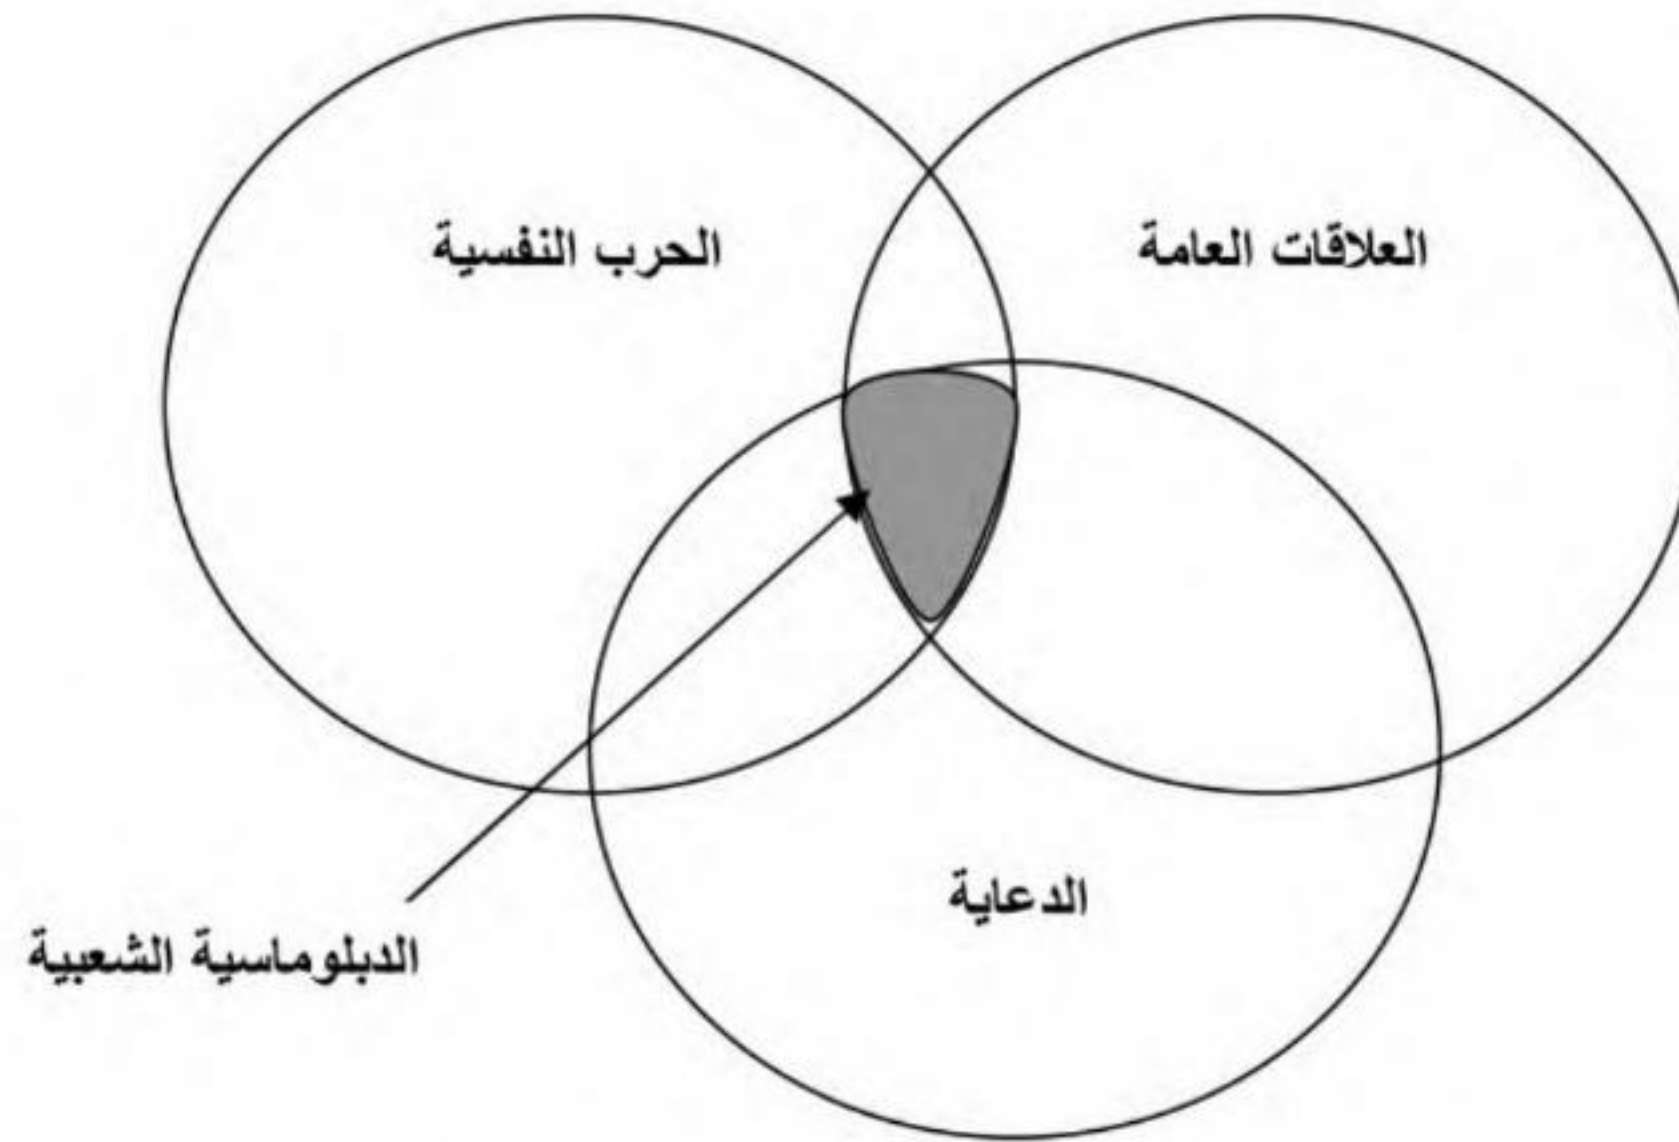 العلاقات العامة
الحرب النفسية
الدعاية
الدبلوماسية الشعبية